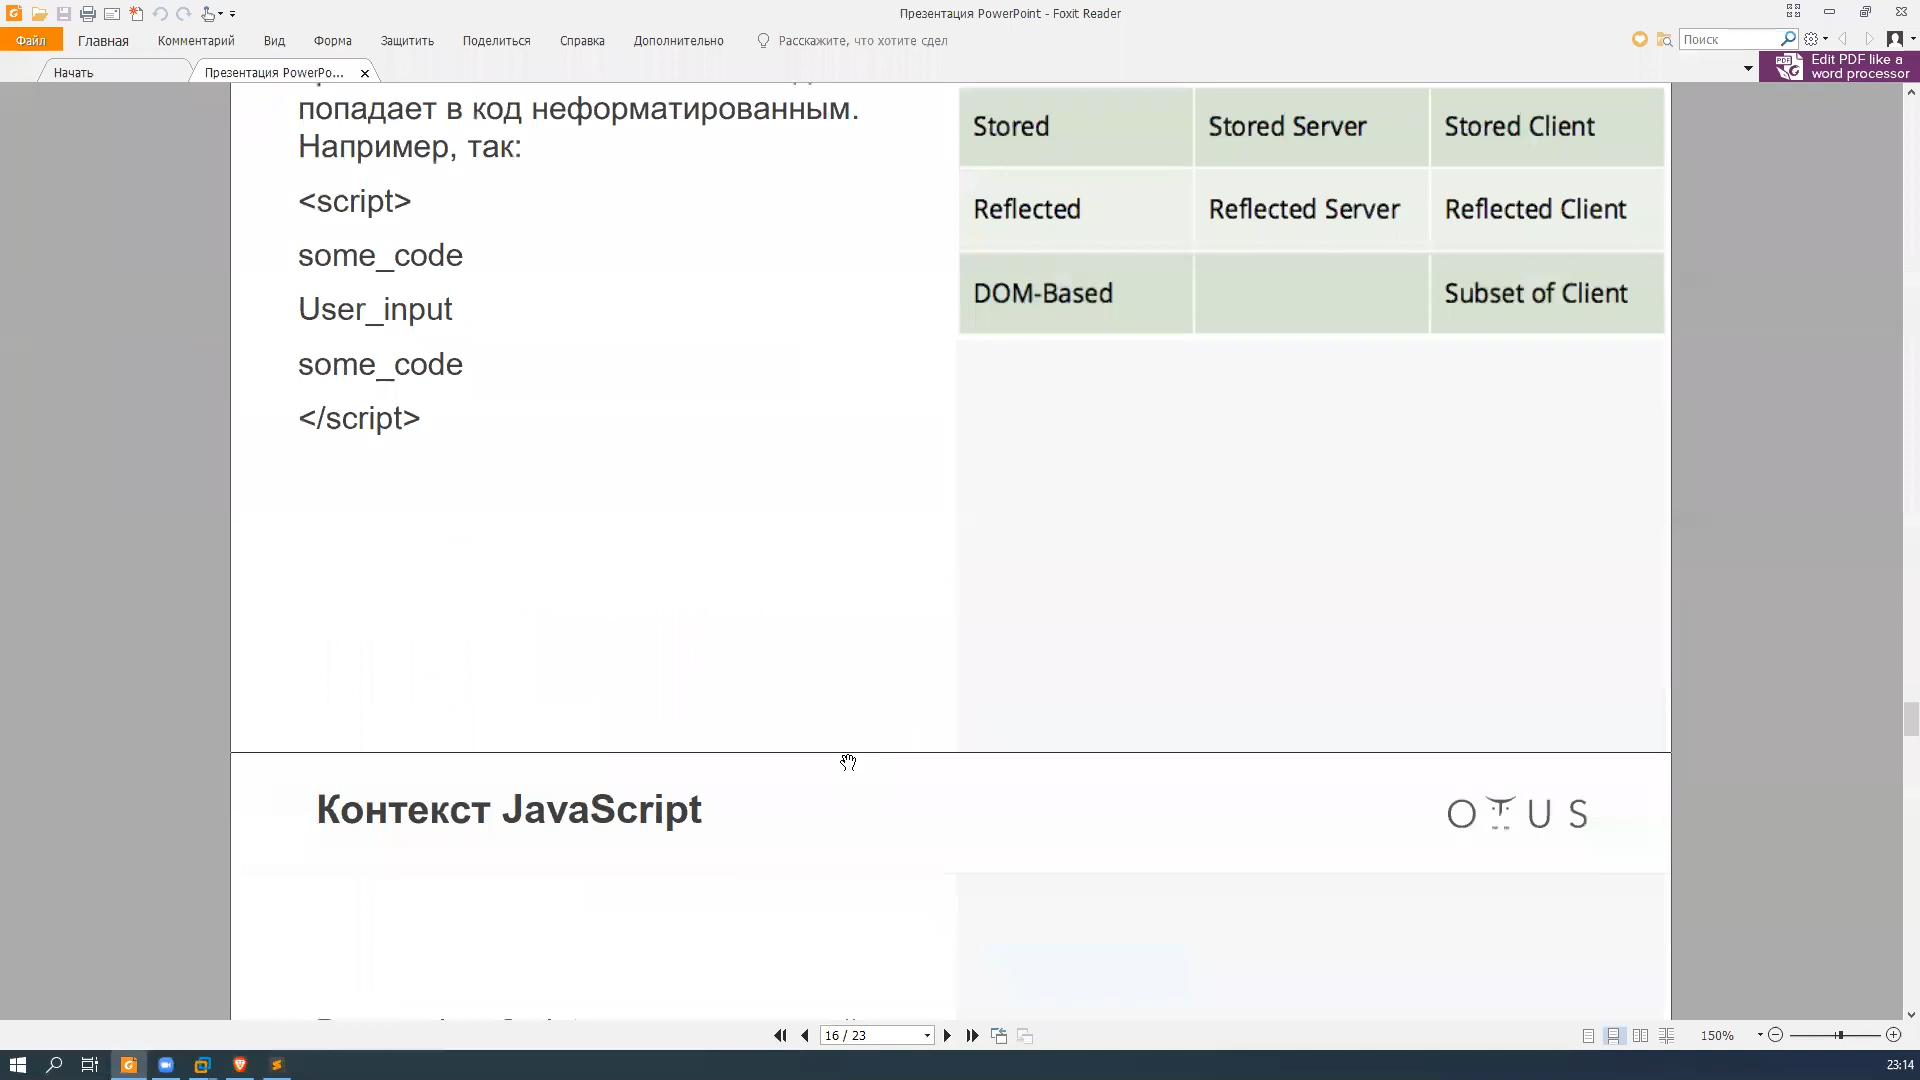 Презентация PowerPoint - Foxit Reader
Файл
Главная
Комментарий
Вид
Форма
Защитить
Поделиться
Справка
Дополнительно
Расскажите, что хотите сдел
Поиск
Начать
Презентация PowerPo...
Edit PDF like a
word processor
попадает в код неформатированным.
Например, так:
<script>
some_code
User_input
some_code
</script>
Stored
Stored Server
Stored Client
Reflected
Reflected Server
Reflected Client
DOM-Based
Subset of Client
Контекст JavaScript
OTUS
16 / 23
150%
23:14